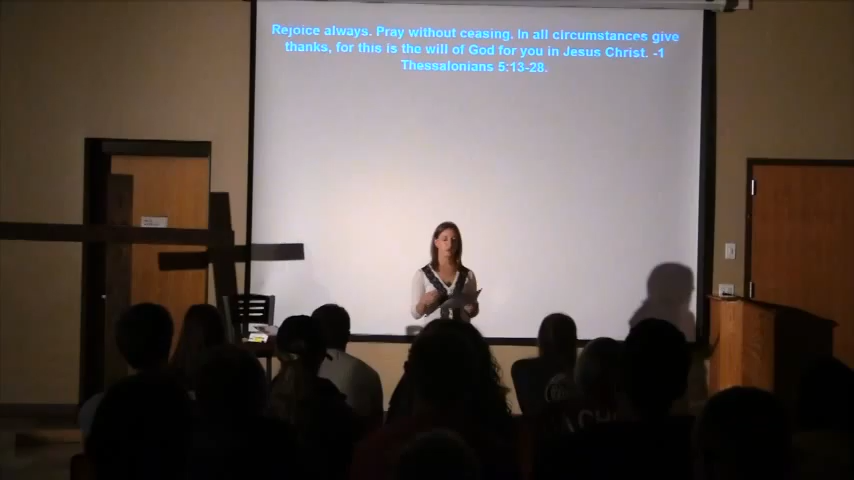 Rejoice always. Pray without ceasing. In all circumstances give
thanks, for this is the will of God for you in Jesus Christ. -1
Thessalonians 5:13-28.
ACH